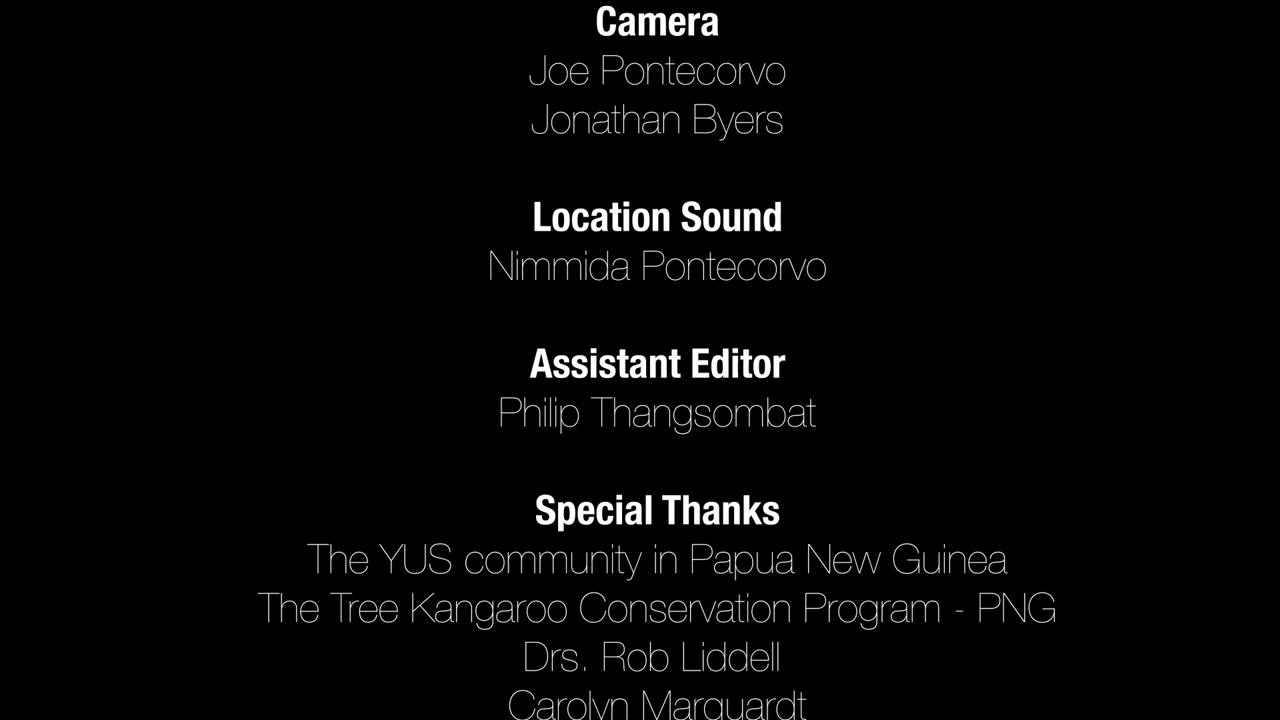 Camera
Joe Pontecorvo
Jonathan Byers
Location Sound
Nimmida Pontecorvo
Assistant Editor
Philip Thangsombat
Special Thanks
The YUS community in Papua New Guinea
The Tree Kangaroo Conservation Program - PNG
Drs. Rob Liddell
Carolyn Marquardt